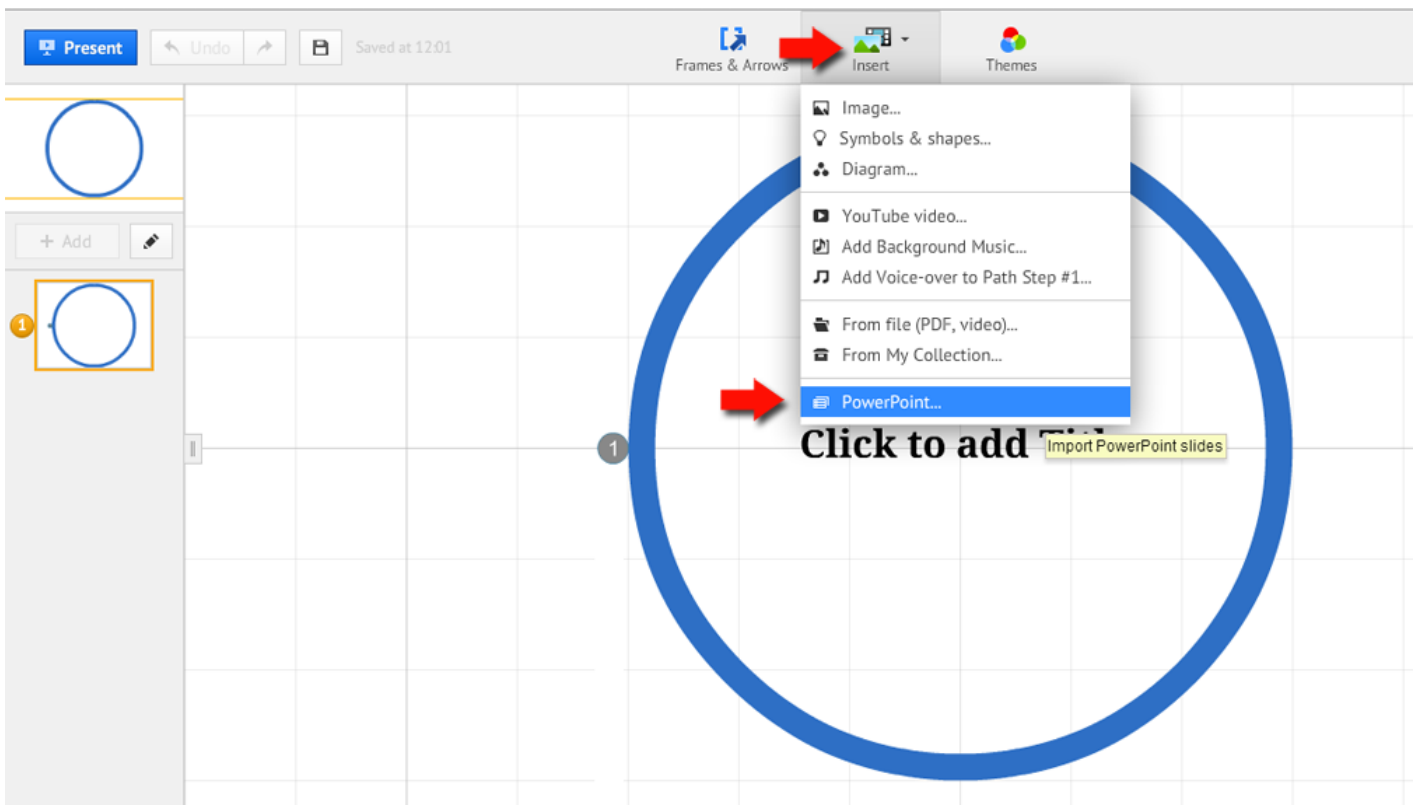 Present
Undo
Saved at 12:01
Frames & Arrows
Insert
Themes
Image...
Symbols & shapes...
Diagram...
+ Add
YouTube video...
Add Background Music...
Add Voice-over to Path Step #1...
1
From file (PDF, video)...
From My Collection...
PowerPoint...
1
Click to add
Import PowerPoint slides